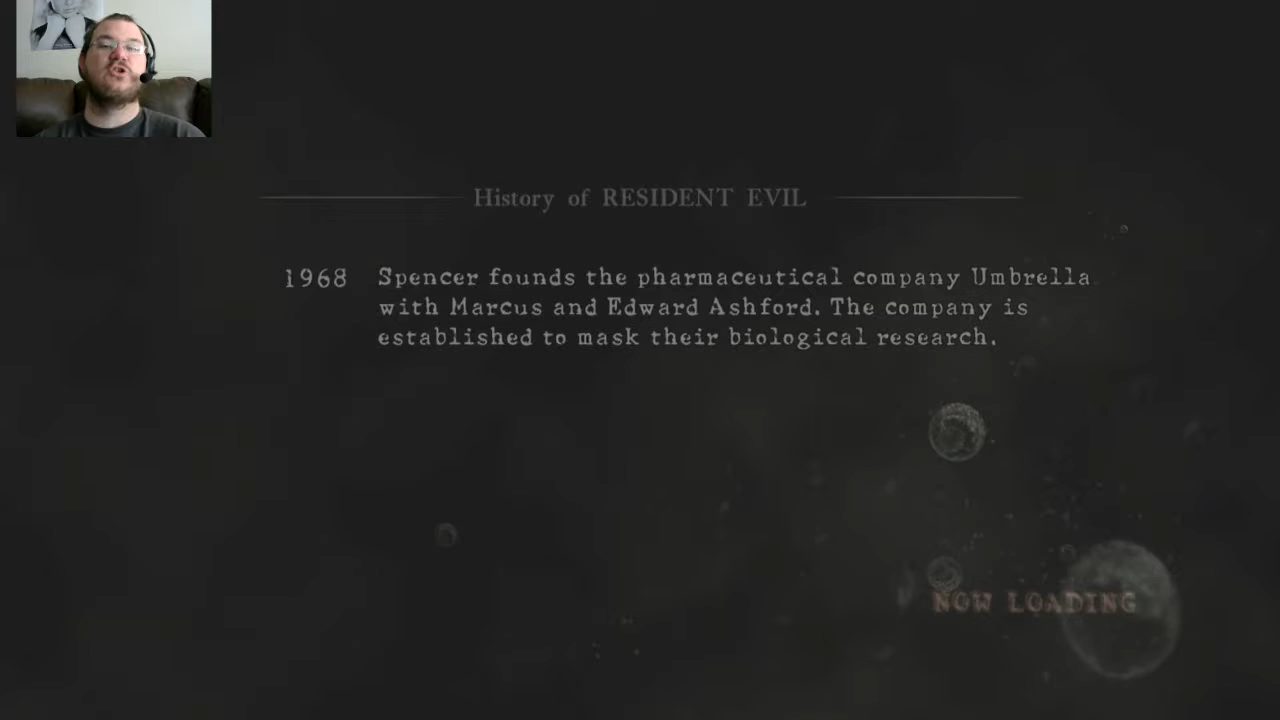 History of RESIDENT EVIL
1968 Spencer founds the pharmaceutical company Umbrella
with Marcus and Edward Ashford. The company is
established to mask their biological research.
NOW LOADING